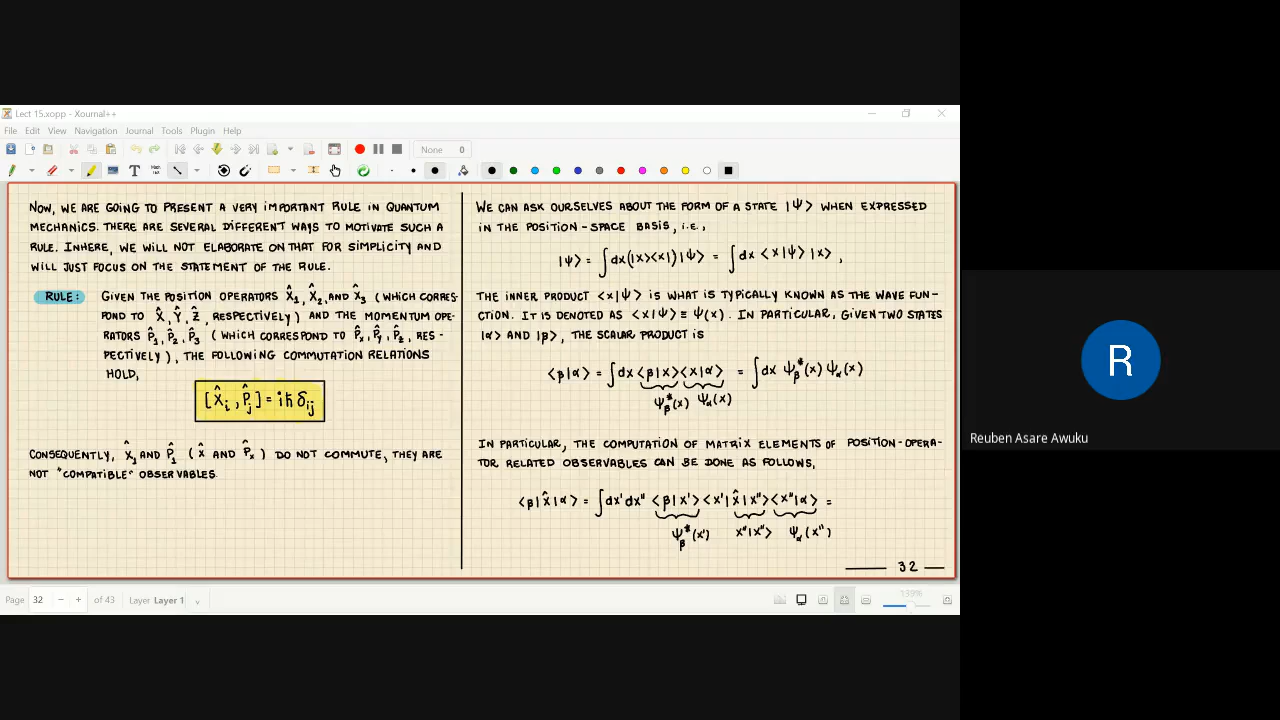 Lect 15.xopp - Xournal++
File Edit View Navigation Journal Tools Plugin Help
None 0
NOW, WE ARE GOING TO PRESENT A VERY IMPORTANT RULE IN QUANTUM
MECHANICS. THERE ARE SEVERAL DIFFERENT WAYS TO MOTIVATE SUCH A
RULE. INHERE, WE WILL NOT ELABORATE ON THAT FOR SIMPLICITY AND
WILL JUST FOCUS ON THE STATEMENT OF THE RULE.
RULE: GIVEN THE POSITION OPERATORS X̂₁, X̂₂, AND X̂₃ (WHICH CORRES-
POND TO X̂, Ŷ, Ẑ, RESPECTIVELY) AND THE MOMENTUM OPE-
RATORS P̂₁, P̂₂, P̂₃ (WHICH CORRESPOND TO P̂x, P̂y, P̂z, RES-
PECTIVELY), THE FOLLOWING COMMUTATION RELATIONS
HOLD,
[X̂ᵢ, P̂ⱼ] = iħ δᵢⱼ
CONSEQUENTLY, X̂₁ AND P̂₁ (X̂ AND P̂x) DO NOT COMMUTE, THEY ARE
NOT "COMPATIBLE" OBSERVABLES.
WE CAN ASK OURSELVES ABOUT THE FORM OF A STATE |Ψ> WHEN EXPRESSED
IN THE POSITION-SPACE BASIS, i.e.,
|Ψ> = ∫dx(|x><x|)|Ψ> = ∫dx <x|Ψ> |x> ,
THE INNER PRODUCT <x|Ψ> IS WHAT IS TYPICALLY KNOWN AS THE WAVE FUN-
CTION. IT IS DENOTED AS <x|Ψ> ≡ Ψ(x). IN PARTICULAR, GIVEN TWO STATES
|α> AND |β>, THE SCALAR PRODUCT IS
<β|α> = ∫dx <β|x><x|α> = ∫dx Ψβ*(x) Ψα(x)
Ψβ*(x) Ψα(x)
IN PARTICULAR, THE COMPUTATION OF MATRIX ELEMENTS OF POSITION-OPERA-
TOR RELATED OBSERVABLES CAN BE DONE AS FOLLOWS,
<β|X̂|α> = ∫dx'dx" <β|x'><x'|X̂|x"><x"|α> =
Ψβ*(x') x"|x"> Ψα(x")
32
Page 32 of 43 Layer Layer 1 139%
R
Reuben Asare Awuku